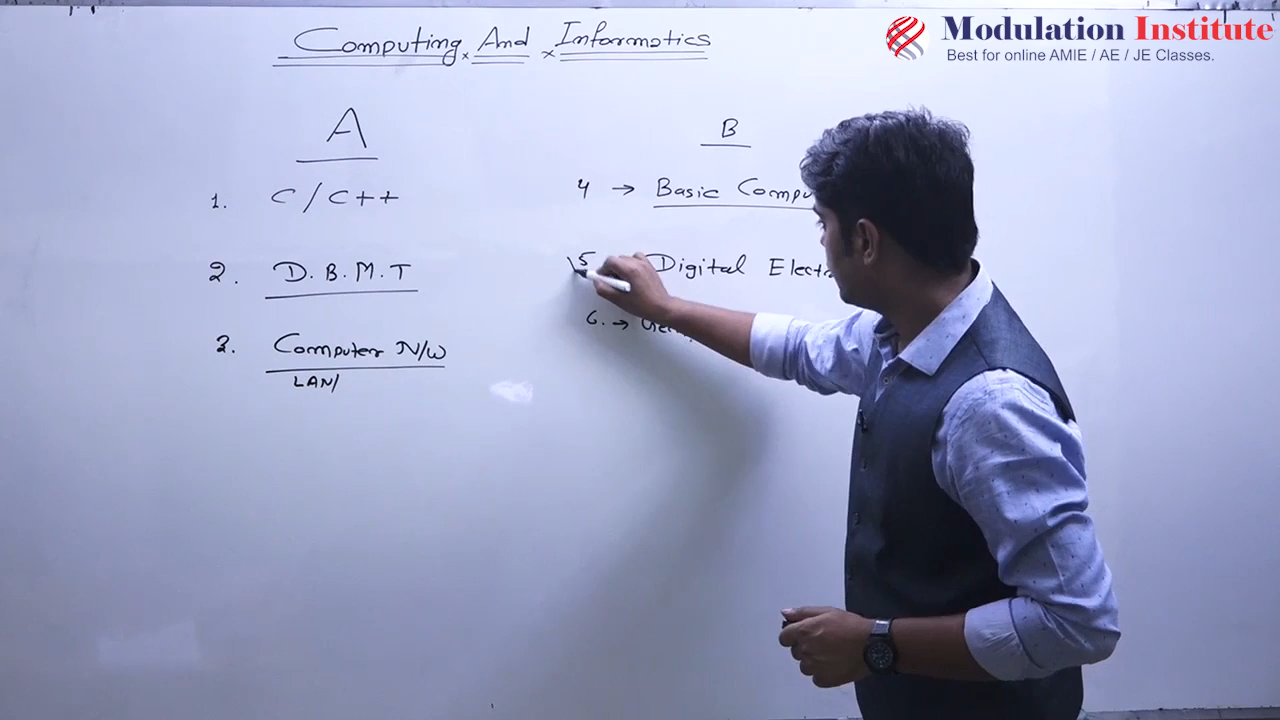 Modulation Institute
Best for online AMIE / AE / JE Classes.
Computing And Informatics
A
1. C / C++
2. D.B.M.T
3. Computer N/W
LAN/
B
4 → Basic Compu
5 Digital Electr
6. →